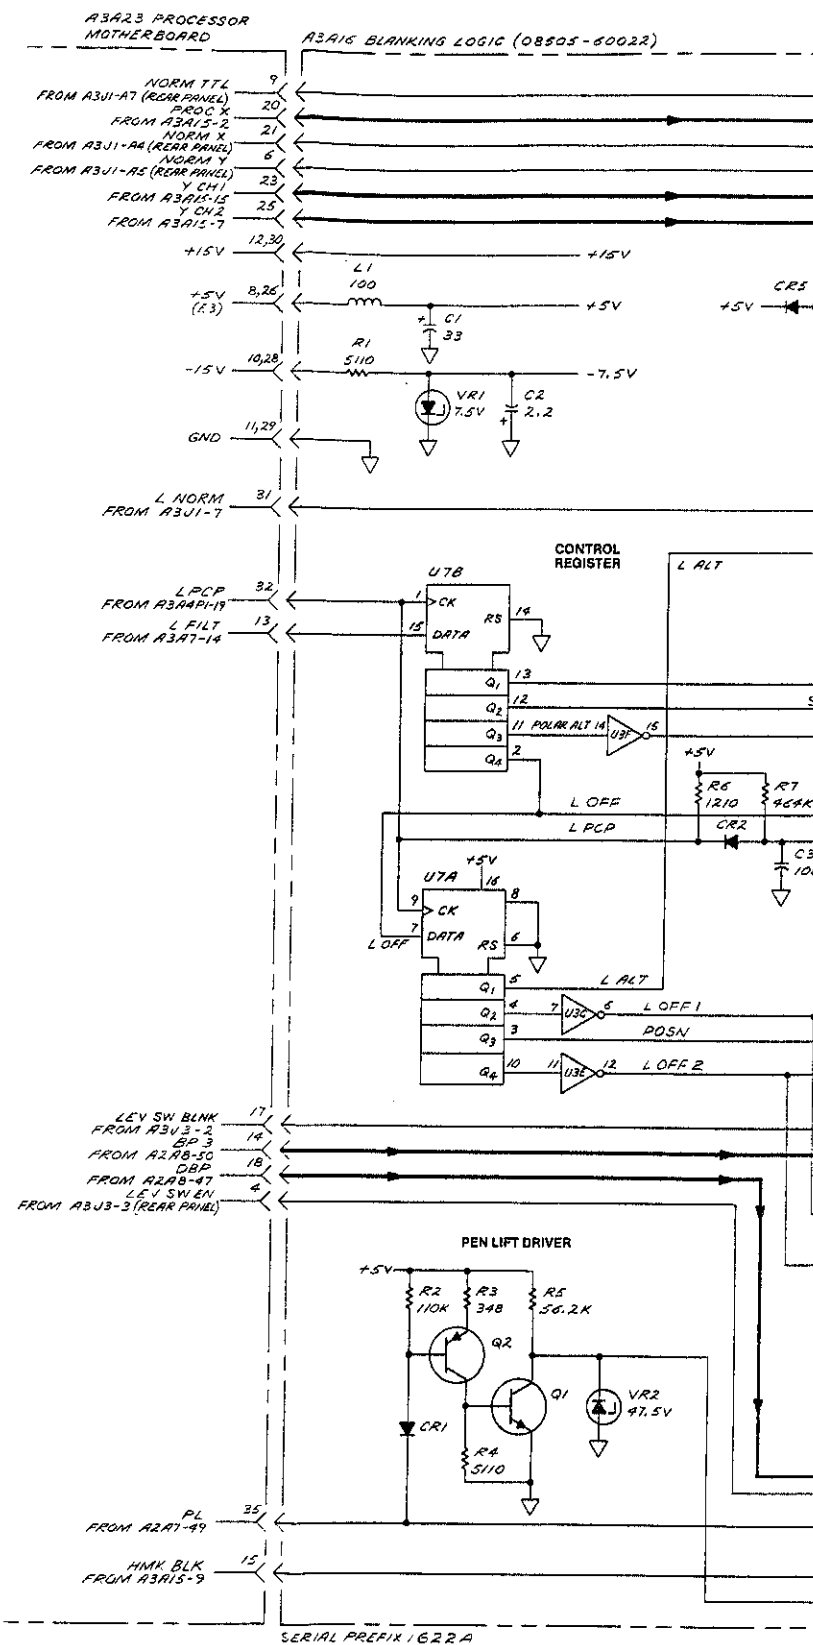 A3A23 PROCESSOR
MOTHERBOARD
A3A16 BLANKING LOGIC (08505-60022)
NORM TTL 9
FROM A3J1-A7 (REAR PANEL)
PROC X 20
FROM A3A15-2
NORM X 21
FROM A3J1-A4 (REAR PANEL)
NORM Y 6
FROM A3J1-A5 (REAR PANEL)
Y CH1 23
FROM A3A15-15
Y CH2 25
FROM A3A15-7
+15V 12,30 +15V
L1
100
CR5
+5V 8,26 +5V +5V
(E3)
C1
33
+
R1
5110
-15V 10,28 -7.5V
VR1
7.5V
C2
2.2
+
GND 11,29
L NORM 31
FROM A3J1-7
CONTROL
REGISTER
L ALT
U7B
L PCP 32
FROM A3A4P1-19
1 CK
RS 14
L FILT 13
FROM A3A7-14
15 DATA
Q1 13
Q2 12
Q3 11 POLAR ALT 14 U3F 15
Q4 2
+5V
R6
1210
R7
464K
L OFF
L PCP
CR2
C3
U7A
+5V
16
9 CK
8
7 DATA
L OFF
RS 6
Q1 5 L ALT
Q2 4 7 U3C 6 L OFF 1
Q3 3 POSN
Q4 10 11 U3E 12 L OFF 2
LEV SW BLNK 17
FROM A3J3-2
BP 3 14
FROM A2A8-50
DBP 18
FROM A2A8-47
LEV SW EN 4
FROM A3J3-3 (REAR PANEL)
PEN LIFT DRIVER
+5V
R2
110K
R3
348
R5
56.2K
Q2
Q1
VR2
47.5V
CR1
R4
5110
PL 35
FROM A2A7-49
HMK BLK 15
FROM A3A15-9
SERIAL PREFIX 1622A